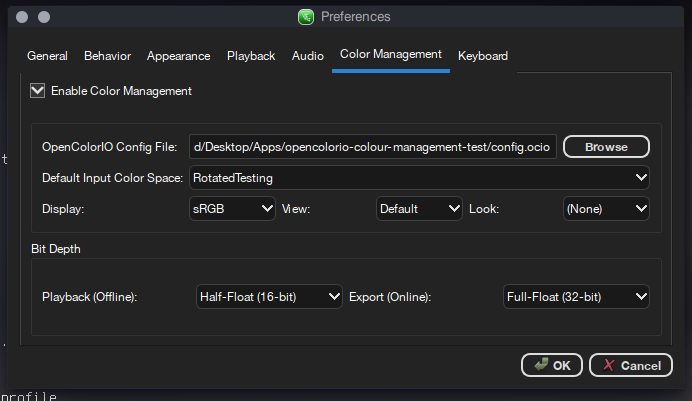 Preferences
General Behavior Appearance Playback Audio Color Management Keyboard
Enable Color Management
t
OpenColorIO Config File: d/Desktop/Apps/opencolorio-colour-management-test/config.ocio Browse
Default Input Color Space: RotatedTesting
Display: sRGB View: Default Look: (None)
Bit Depth
Playback (Offline): Half-Float (16-bit) Export (Online): Full-Float (32-bit)
OK Cancel
profile